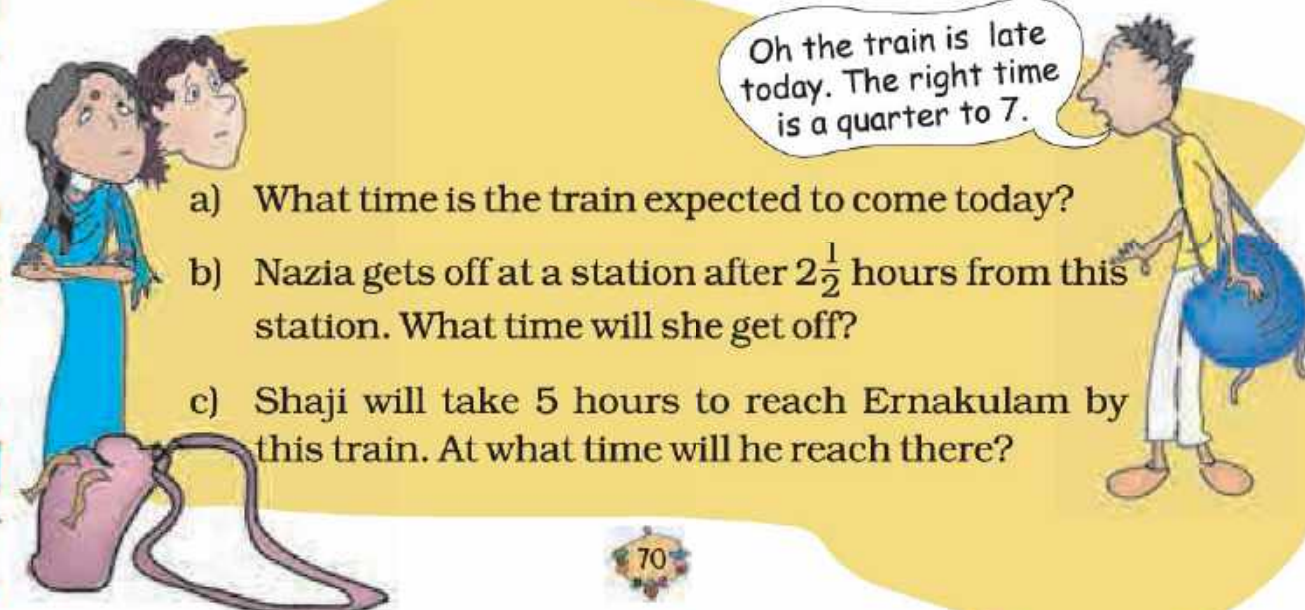 Oh the train is late
today. The right time
is a quarter to 7.
a) What time is the train expected to come today?
b) Nazia gets off at a station after 2½ hours from this
station. What time will she get off?
c) Shaji will take 5 hours to reach Ernakulam by
this train. At what time will he reach there?
70